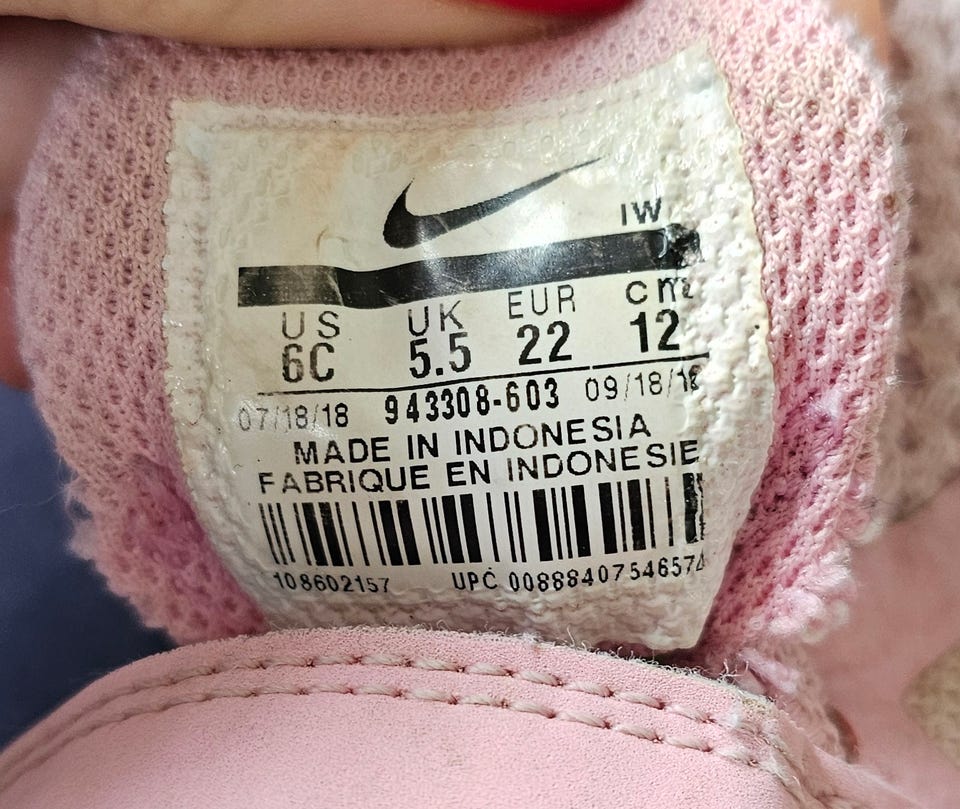 IW
US UK EUR cm
6C 5.5 22 12
07/18/18 943308-603 09/18/18
MADE IN INDONESIA
FABRIQUE EN INDONESIE
108602157 UPC 00888407546574